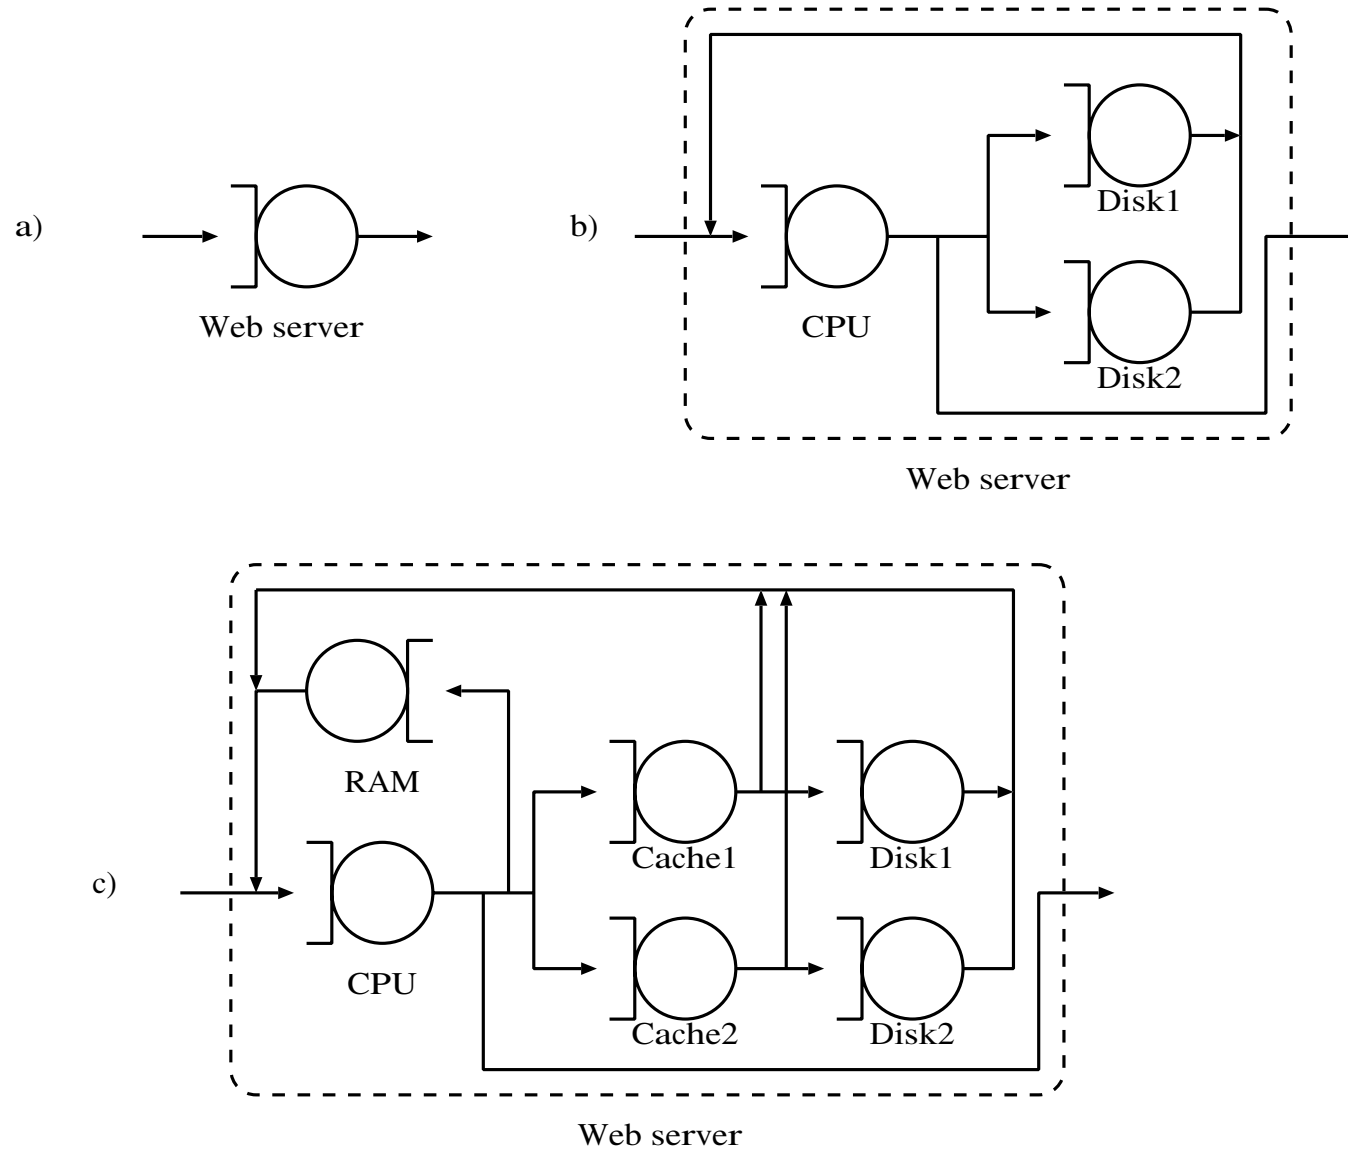 a)
Web server
b)
CPU
Disk1
Disk2
Web server
c)
RAM
CPU
Cache1
Disk1
Cache2
Disk2
Web server